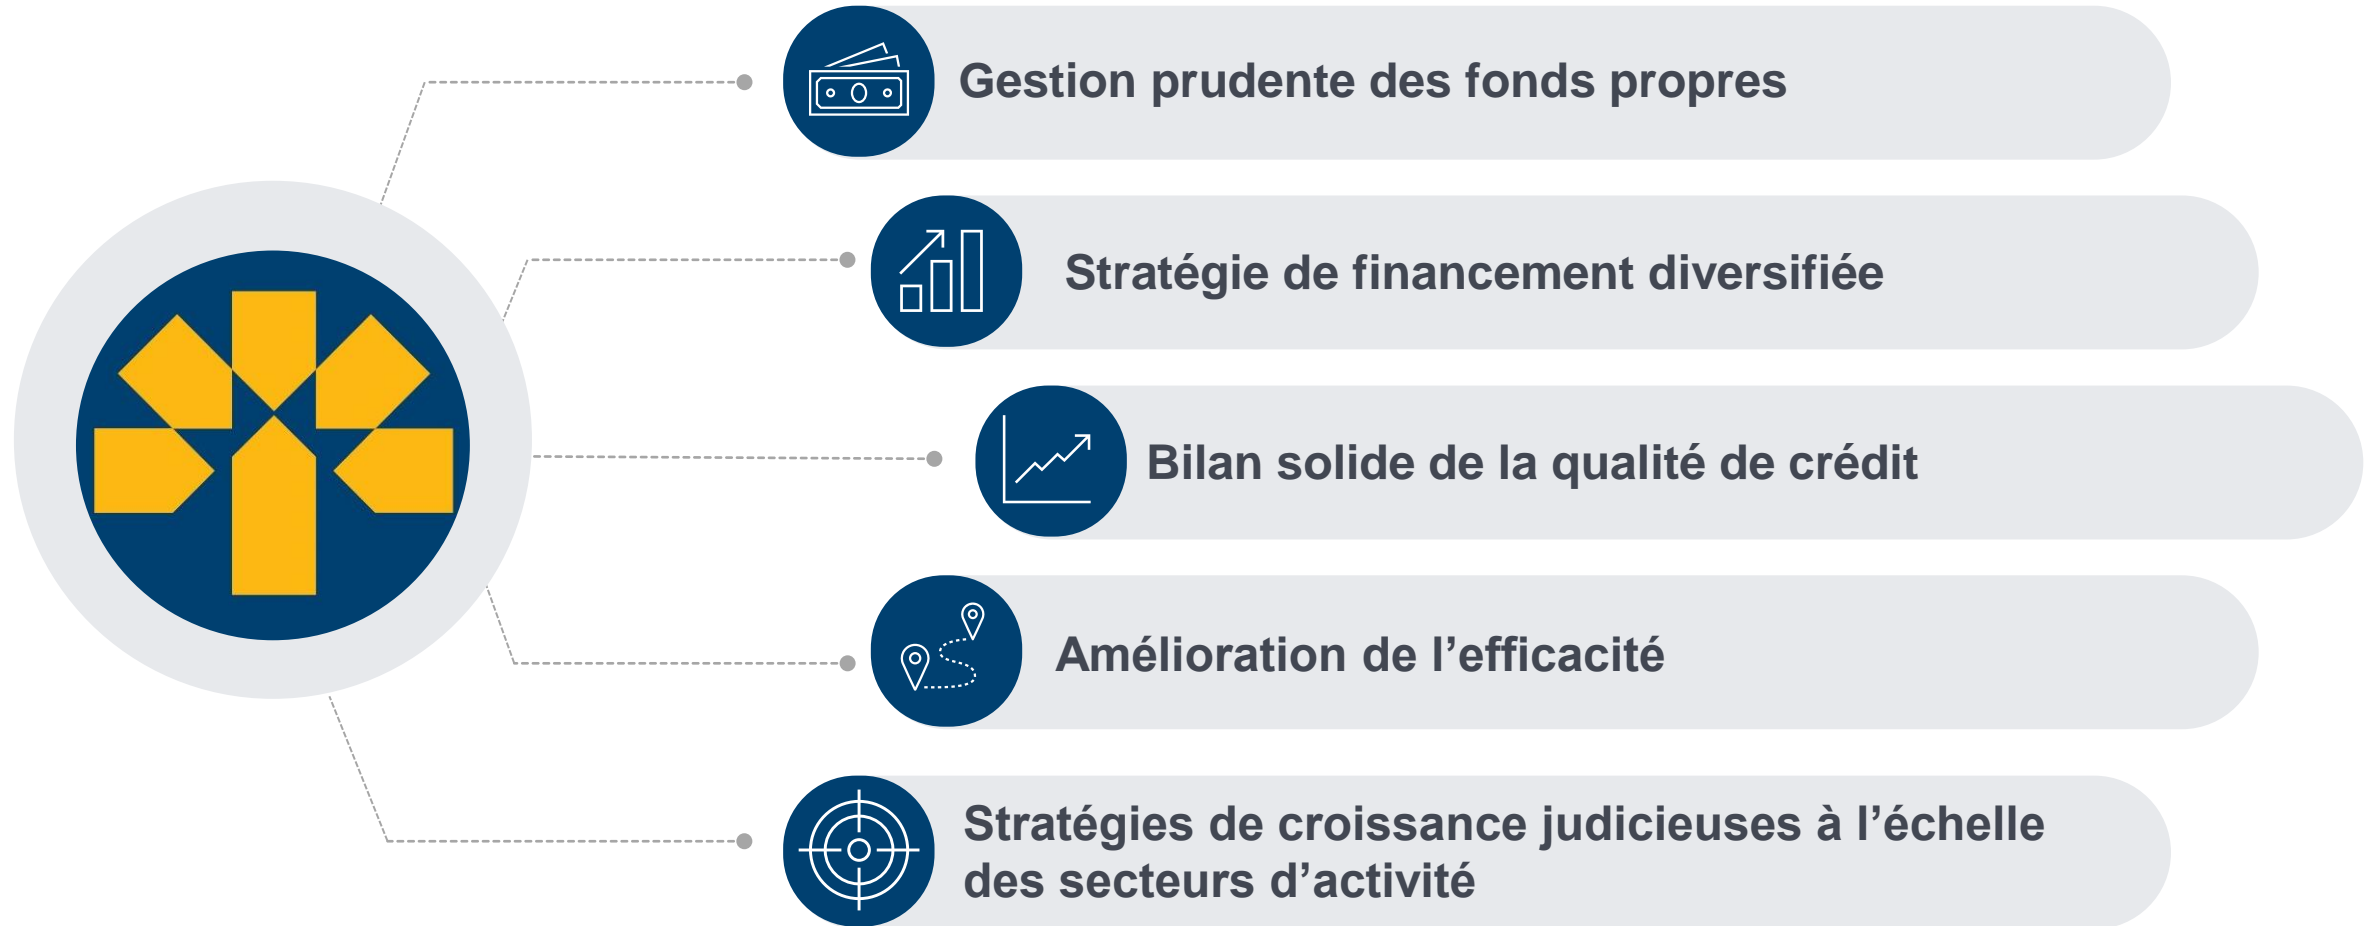 Gestion prudente des fonds propres
Stratégie de financement diversifiée
Bilan solide de la qualité de crédit
Amélioration de l’efficacité
Stratégies de croissance judicieuses à l’échelle
des secteurs d’activité